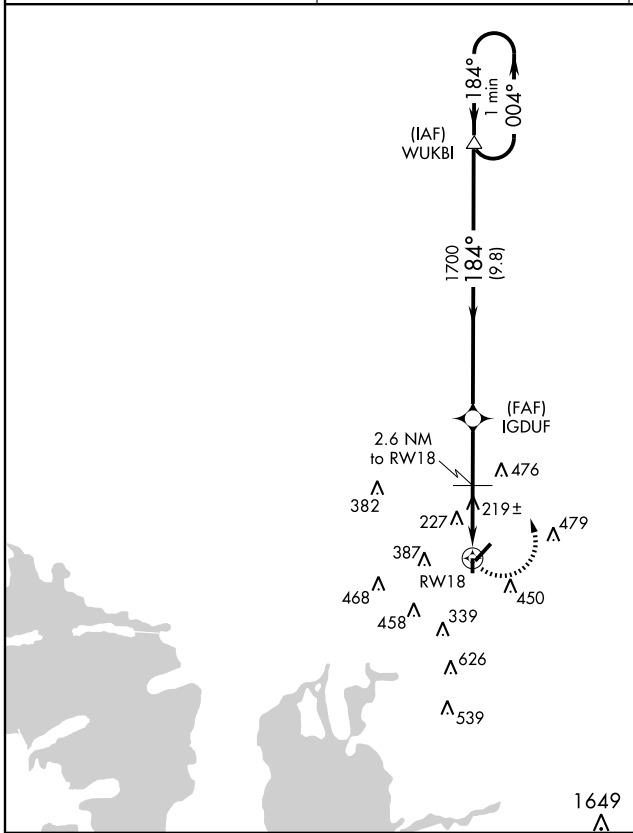 184°
1 min
004°
(IAF)
WUKBI
1700
184°
(9.8)
(FAF)
IGDUF
2.6 NM
to RW18
476
382
219±
227
479
387
RW18
468
450
458
339
626
539
1649